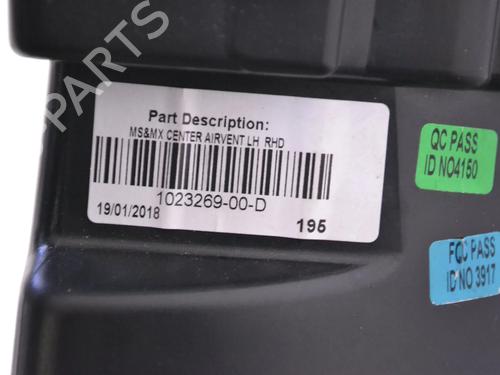 Part Description:
MS&MX CENTER AIRVENT LH RHD
1023269-00-D
19/01/2018
195
QC PASS
ID NO4150
FQC PASS
ID NO 3917